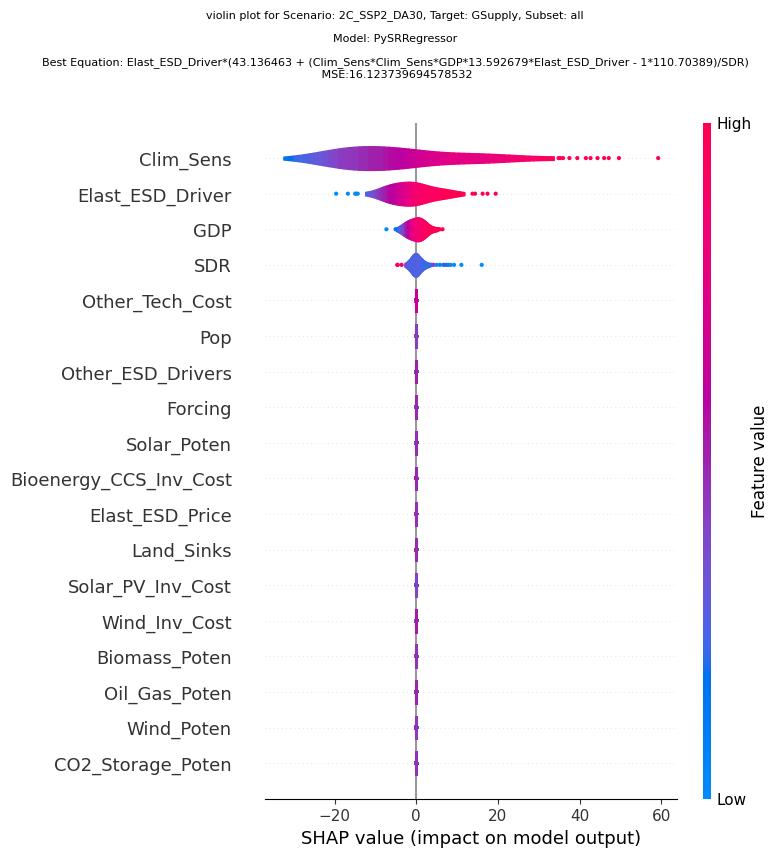 violin plot for Scenario: 2C_SSP2_DA30, Target: GSupply, Subset: all
Model: PySRRegressor
Best Equation: Elast_ESD_Driver*(43.136463 + (Clim_Sens*Clim_Sens*GDP*13.592679*Elast_ESD_Driver - 1*110.70389)/SDR)
MSE:16.123739694578532
High
Clim_Sens
Elast_ESD_Driver
GDP
SDR
Other_Tech_Cost
Pop
Other_ESD_Drivers
Forcing
Solar_Poten
Bioenergy_CCS_Inv_Cost
Elast_ESD_Price
Land_Sinks
Solar_PV_Inv_Cost
Wind_Inv_Cost
Biomass_Poten
Oil_Gas_Poten
Wind_Poten
CO2_Storage_Poten
Feature value
Low
−20 0 20 40 60
SHAP value (impact on model output)